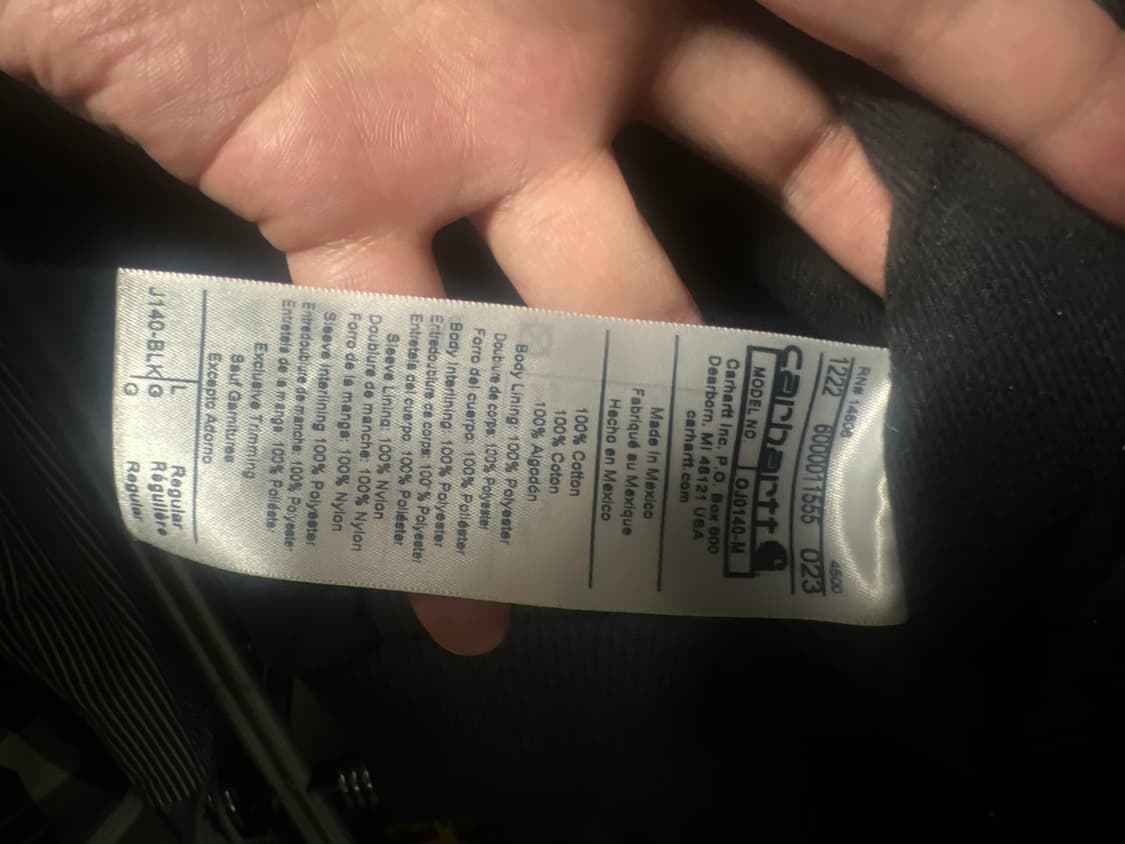 RN# 14806 4500
1222 6000011555 023
carhartt
MODEL NO. OJ0140-M
Carhartt Inc. P.O. Box 600
Dearborn, MI 48121 USA
carhartt.com
Made in Mexico
Fabriqué au Mexique
Hecho en Mexico
100% Cotton
100% Coton
100% Algodón
Body Lining: 100% Polyester
Doublure de corps: 100% Polyester
Forro del cuerpo: 100% Poliéster
Body Interlining: 100% Polyester
Entredoublure de corps: 100% Polyester
Entretela del cuerpo: 100% Poliéster
Sleeve Lining: 100% Nylon
Doublure de manche: 100% Nylon
Forro de la manga: 100% Nylon
Sleeve Interlining 100% Polyester
Entredoublure de manche: 100% Polyester
Entretela de la manga 100% Poliéster
Exclusive Trimming
Sauf Garnitures
Excepto Adorno
L Regular
J140-BLK G Régulière
G Regular